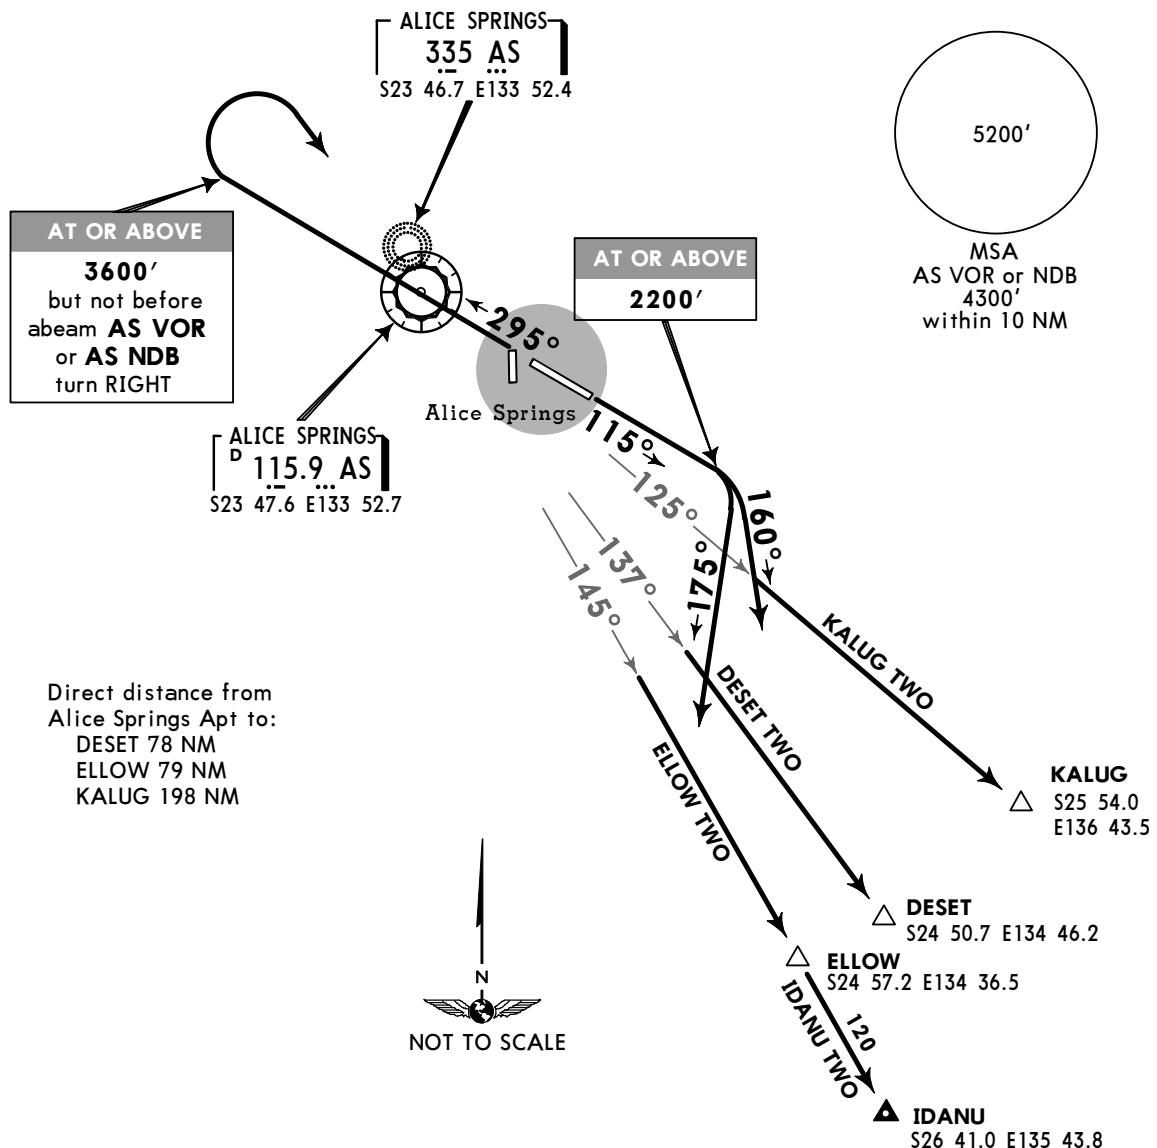 ALICE SPRINGS
335 AS
S23 46.7 E133 52.4
5200'
MSA
AS VOR or NDB
4300'
within 10 NM
AT OR ABOVE
3600'
but not before
abeam AS VOR
or AS NDB
turn RIGHT
AT OR ABOVE
2200'
295°
Alice Springs
115°
ALICE SPRINGS
D 115.9 AS
S23 47.6 E133 52.7
125°
160°
137°
175°
145°
KALUG TWO
DESET TWO
ELLOW TWO
Direct distance from
Alice Springs Apt to:
DESET 78 NM
ELLOW 79 NM
KALUG 198 NM
KALUG
S25 54.0
E136 43.5
DESET
S24 50.7 E134 46.2
ELLOW
S24 57.2 E134 36.5
N
NOT TO SCALE
IDANU TWO
120
IDANU
S26 41.0 E135 43.8